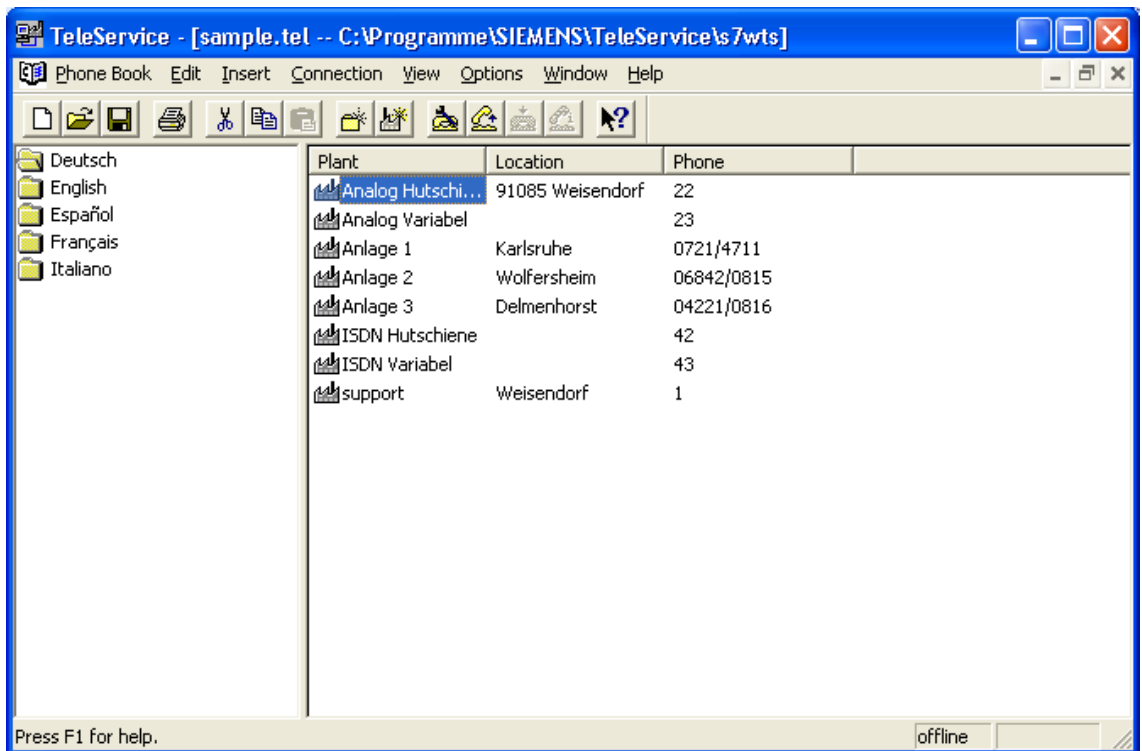 TeleService - [sample.tel -- C:\Programme\SIEMENS\TeleService\s7wts]
Phone Book Edit Insert Connection View Options Window Help
Deutsch
English
Español
Français
Italiano
Plant Location Phone
Analog Hutschi... 91085 Weisendorf 22
Analog Variabel 23
Anlage 1 Karlsruhe 0721/4711
Anlage 2 Wolfersheim 06842/0815
Anlage 3 Delmenhorst 04221/0816
ISDN Hutschiene 42
ISDN Variabel 43
support Weisendorf 1
Press F1 for help. offline